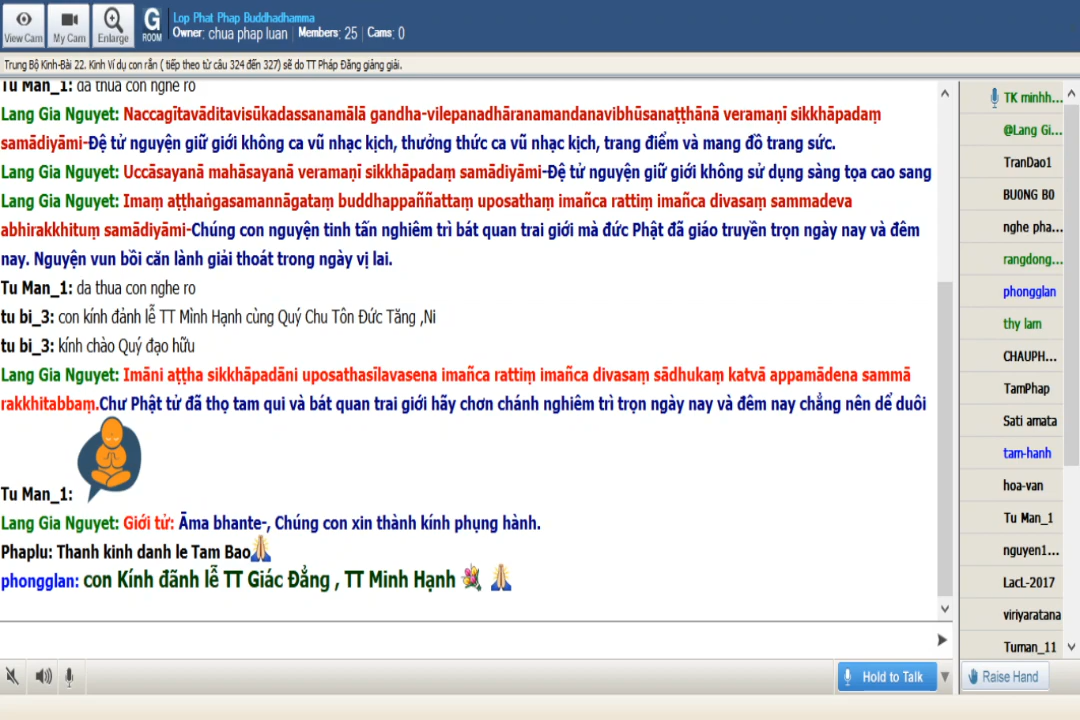 View Cam
My Cam
Enlarge
G
ROOM
Lop Phat Phap Buddhadhamma
Owner: chua phap luan | Members: 25 | Cams: 0
Trung Bộ Kinh-Bài 22. Kinh Ví dụ con rắn ( tiếp theo từ câu 324 đến 327) sẽ do TT Pháp Đăng giảng giải.
Tu Man_1: da thua con nghe ro
Lang Gia Nguyet: Naccagītavāditavisūkadassanamālā gandha-vilepanadhāranamandanavibhūsanaṭṭhānā veramaṇi sikkhāpadaṃ
samādiyāmi-Đệ tử nguyện giữ giới không ca vũ nhạc kịch, thưởng thức ca vũ nhạc kịch, trang điểm và mang đồ trang sức.
Lang Gia Nguyet: Uccāsayanā mahāsayanā veramaṇi sikkhāpadaṃ samādiyāmi-Đệ tử nguyện giữ giới không sử dụng sàng tọa cao sang
Lang Gia Nguyet: Imaṃ aṭṭhaṅgasamannāgataṃ buddhappaññattaṃ uposathaṃ imañca rattiṃ imañca divasaṃ sammadeva
abhirakkhituṃ samādiyāmi-Chúng con nguyện tinh tấn nghiêm trì bát quan trai giới mà đức Phật đã giáo truyền trọn ngày nay và đêm
nay. Nguyện vun bồi căn lành giải thoát trong ngày vị lai.
Tu Man_1: da thua con nghe ro
tu bi_3: con kính đảnh lễ TT Minh Hạnh cùng Quý Chu Tôn Đức Tăng ,Ni
tu bi_3: kính chào Quý đạo hữu
Lang Gia Nguyet: Imāni aṭṭha sikkhāpadāni uposathasīlavasena imañca rattiṃ imañca divasaṃ sādhukaṃ katvā appamādena sammā
rakkhitabbaṃ.Chư Phật tử đã thọ tam qui và bát quan trai giới hãy chơn chánh nghiêm trì trọn ngày nay và đêm nay chẳng nên dể duôi
Tu Man_1:
Lang Gia Nguyet: Giới tử: Āma bhante-, Chúng con xin thành kính phụng hành.
Phaplu: Thanh kinh danh le Tam Bao
phongglan: con Kính đãnh lễ TT Giác Đẳng , TT Minh Hạnh
Hold to Talk
TK minhh...
@Lang Gi...
TranDao1
BUONG B0
nghe pha...
rangdong...
phongglan
thy lam
CHAUPH...
TamPhap
Sati amata
tam-hanh
hoa-van
Tu Man_1
nguyen1...
LacL-2017
viriyaratana
Tuman_11
Raise Hand